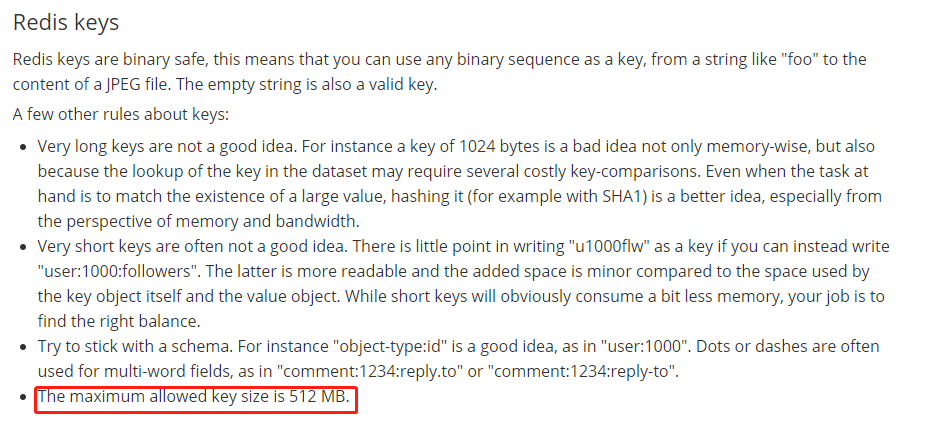 Redis keys
Redis keys are binary safe, this means that you can use any binary sequence as a key, from a string like "foo" to the
content of a JPEG file. The empty string is also a valid key.
A few other rules about keys:
Very long keys are not a good idea. For instance a key of 1024 bytes is a bad idea not only memory-wise, but also
because the lookup of the key in the dataset may require several costly key-comparisons. Even when the task at
hand is to match the existence of a large value, hashing it (for example with SHA1) is a better idea, especially from
the perspective of memory and bandwidth.
Very short keys are often not a good idea. There is little point in writing "u1000flw" as a key if you can instead write
"user:1000:followers". The latter is more readable and the added space is minor compared to the space used by
the key object itself and the value object. While short keys will obviously consume a bit less memory, your job is to
find the right balance.
Try to stick with a schema. For instance "object-type:id" is a good idea, as in "user:1000". Dots or dashes are often
used for multi-word fields, as in "comment:1234:reply.to" or "comment:1234:reply-to".
The maximum allowed key size is 512 MB.